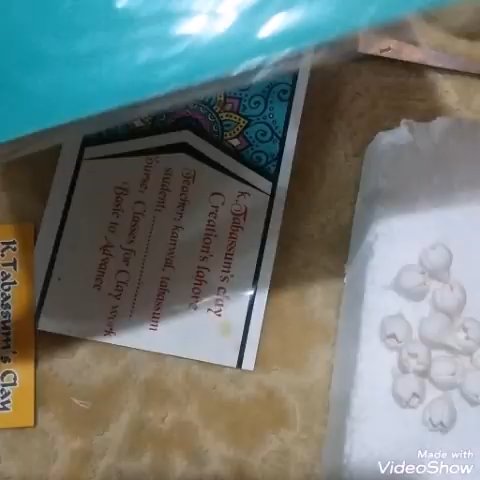 K.Tabassum's clay
Creation's lahore
Teacher: kanwal, tabassum
student:..................
Course: Classes for Clay work
Basic to Advance
K.Tabassum's Clay
Made with
VideoShow